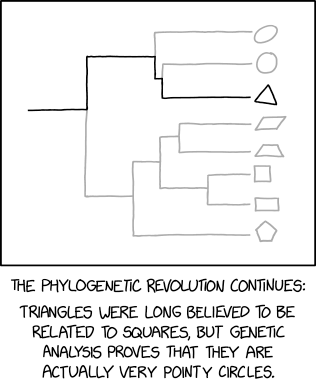 THE PHYLOGENETIC REVOLUTION CONTINUES:
TRIANGLES WERE LONG BELIEVED TO BE
RELATED TO SQUARES, BUT GENETIC
ANALYSIS PROVES THAT THEY ARE
ACTUALLY VERY POINTY CIRCLES.